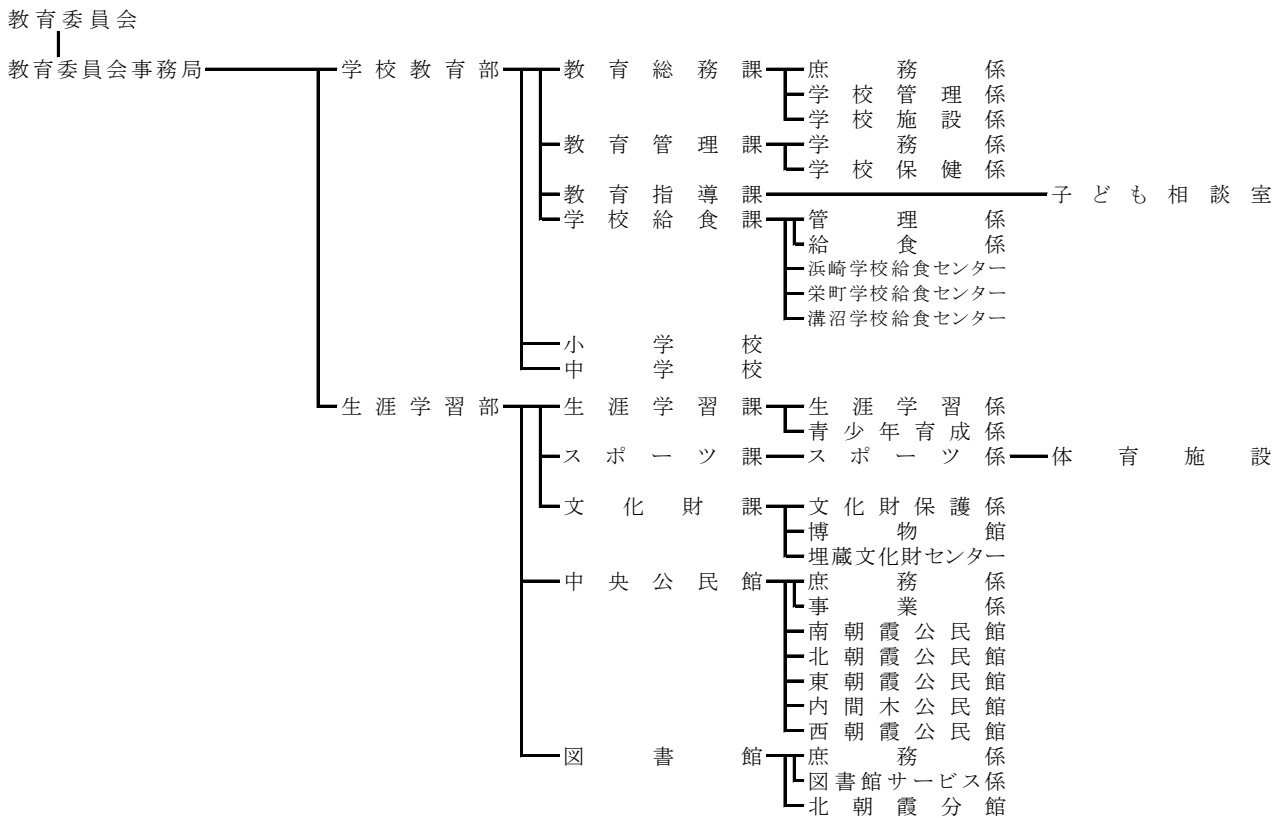 教育委員会
教育委員会事務局 学校教育部 教育総務課 庶務係
学校管理係
学校施設係
教育管理課 学務係
学校保健係
教育指導課 子ども相談室
学校給食課 管理係
給食係
浜崎学校給食センター
栄町学校給食センター
溝沼学校給食センター
小学校
中学校
生涯学習部 生涯学習課 生涯学習係
青少年育成係
スポーツ課 スポーツ係 体育施設
文化財課 文化財保護係
博物館
埋蔵文化財センター
中央公民館 庶務係
事業係
南朝霞公民館
北朝霞公民館
東朝霞公民館
内間木公民館
西朝霞公民館
図書館 庶務係
図書館サービス係
北朝霞分館